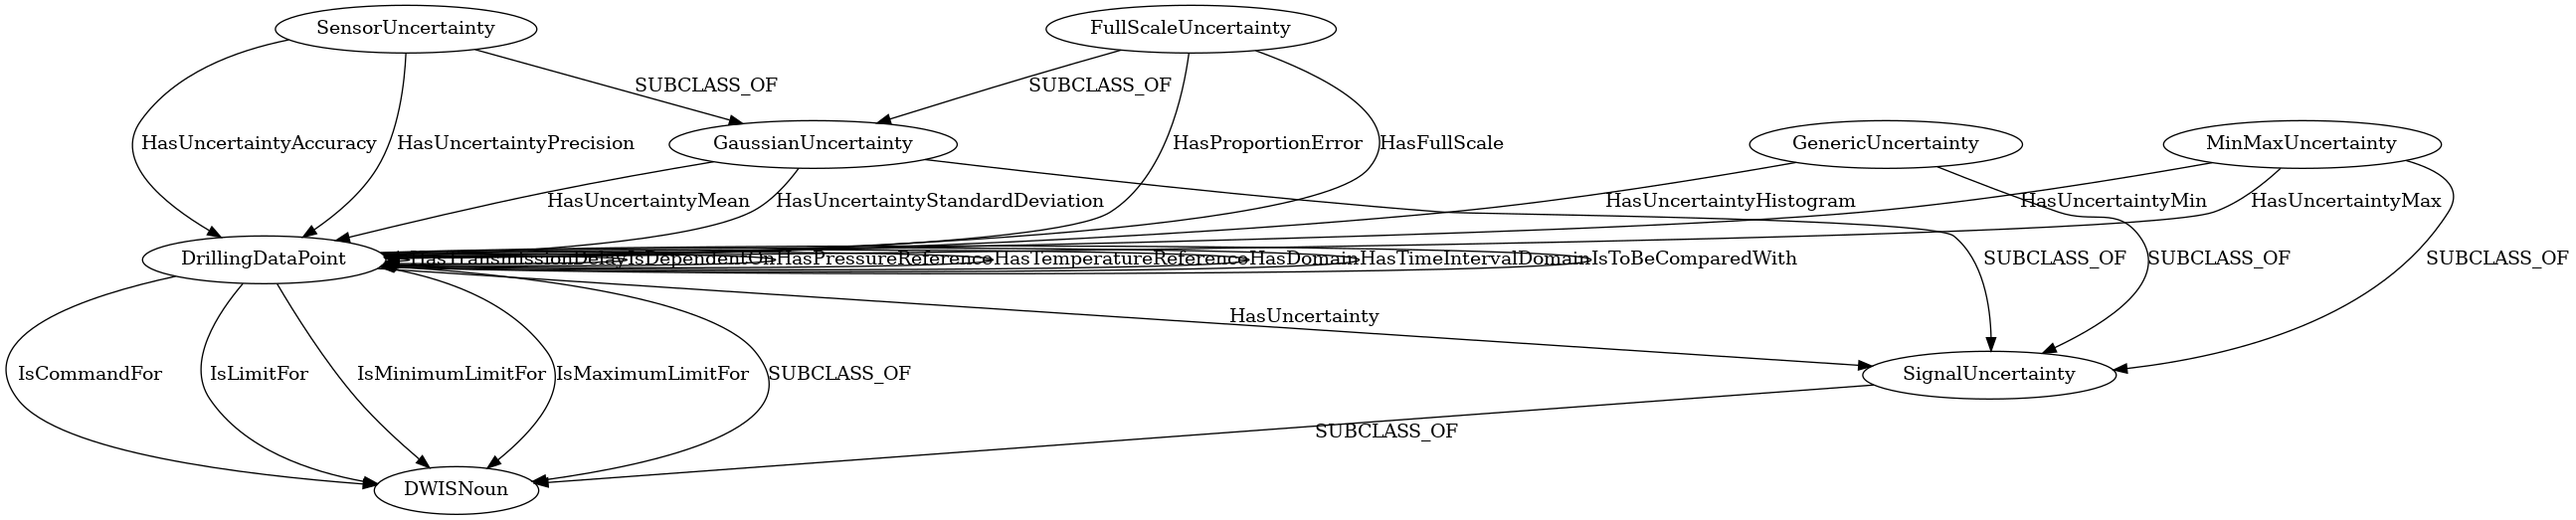 SensorUncertainty
FullScaleUncertainty
SUBCLASS_OF
SUBCLASS_OF
HasUncertaintyAccuracy
HasUncertaintyPrecision
GaussianUncertainty
HasProportionError
HasFullScale
GenericUncertainty
MinMaxUncertainty
HasUncertaintyMean
HasUncertaintyStandardDeviation
HasUncertaintyHistogram
HasUncertaintyMin
HasUncertaintyMax
DrillingDataPoint
HasTransmissionDelay
IsDependentOn
HasPressureReference
HasTemperatureReference
HasDomain
HasTimeIntervalDomain
IsToBeComparedWith
SUBCLASS_OF
SUBCLASS_OF
SUBCLASS_OF
HasUncertainty
IsCommandFor
IsLimitFor
IsMinimumLimitFor
IsMaximumLimitFor
SUBCLASS_OF
SignalUncertainty
SUBCLASS_OF
DWISNoun